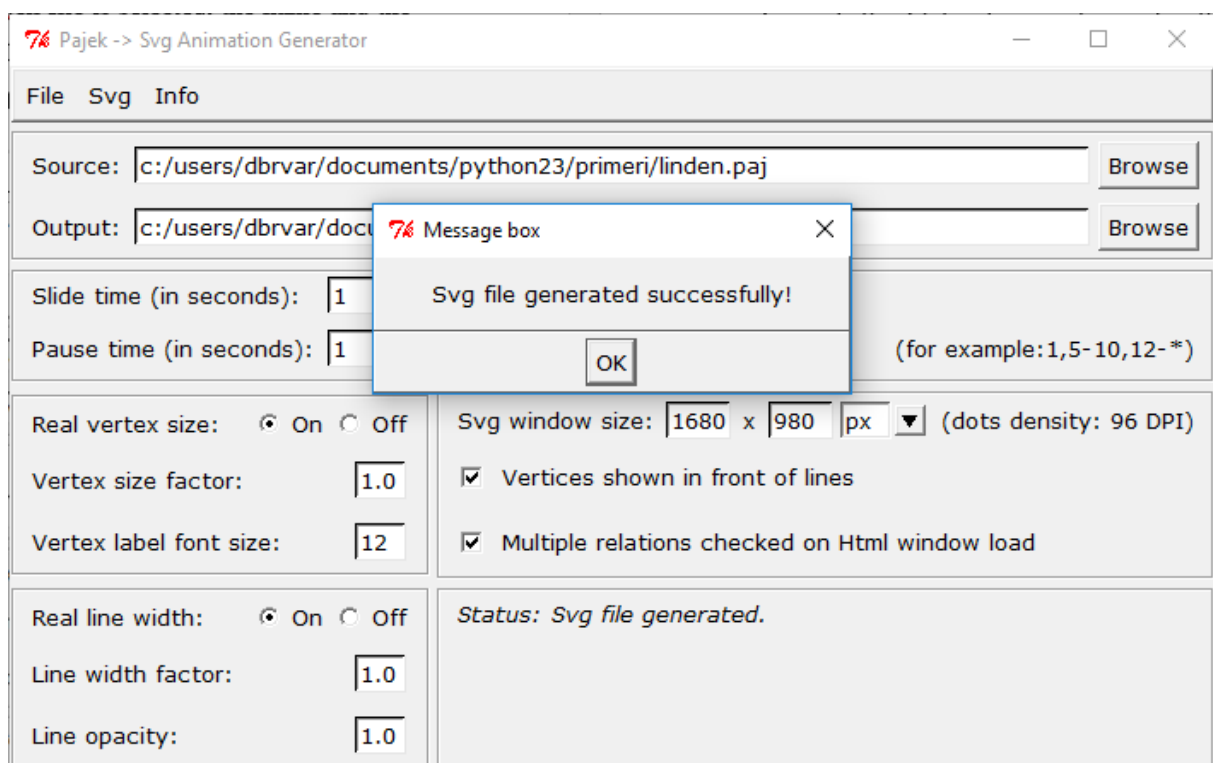 Pajek -> Svg Animation Generator
File Svg Info
Source: c:/users/dbrvar/documents/python23/primeri/linden.paj Browse
Output: c:/users/dbrvar/docu Browse
Message box
Svg file generated successfully!
OK
Slide time (in seconds): 1
Pause time (in seconds): 1 (for example:1,5-10,12-*)
Real vertex size: On Off
Vertex size factor: 1.0
Vertex label font size: 12
Svg window size: 1680 x 980 px (dots density: 96 DPI)
Vertices shown in front of lines
Multiple relations checked on Html window load
Real line width: On Off
Line width factor: 1.0
Line opacity: 1.0
Status: Svg file generated.